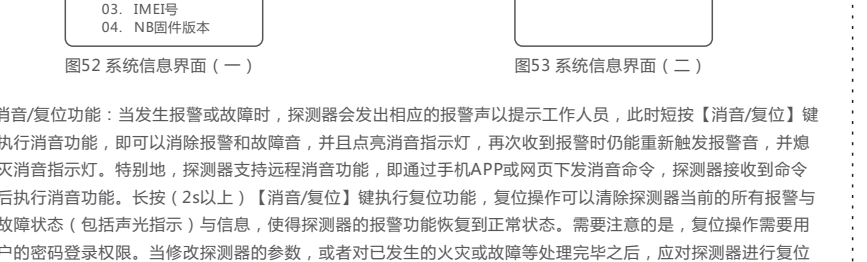 03. IMEI号
04. NB固件版本
图52 系统信息界面（一）
图53 系统信息界面（二）
消音/复位功能：当发生报警或故障时，探测器会发出相应的报警声以提示工作人员，此时短按【消音/复位】键
执行消音功能，即可以消除报警和故障音，并且点亮消音指示灯，再次收到报警时仍能重新触发报警音，并熄
灭消音指示灯。特别地，探测器支持远程消音功能，即通过手机APP或网页下发消音命令，探测器接收到命令
后执行消音功能。长按（2s以上）【消音/复位】键执行复位功能，复位操作可以清除探测器当前的所有报警与
故障状态（包括声光指示）与信息，使得探测器的报警功能恢复到正常状态。需要注意的是，复位操作需要用
户的密码登录权限。当修改探测器的参数，或者对已发生的火灾或故障等处理完毕之后，应对探测器进行复位